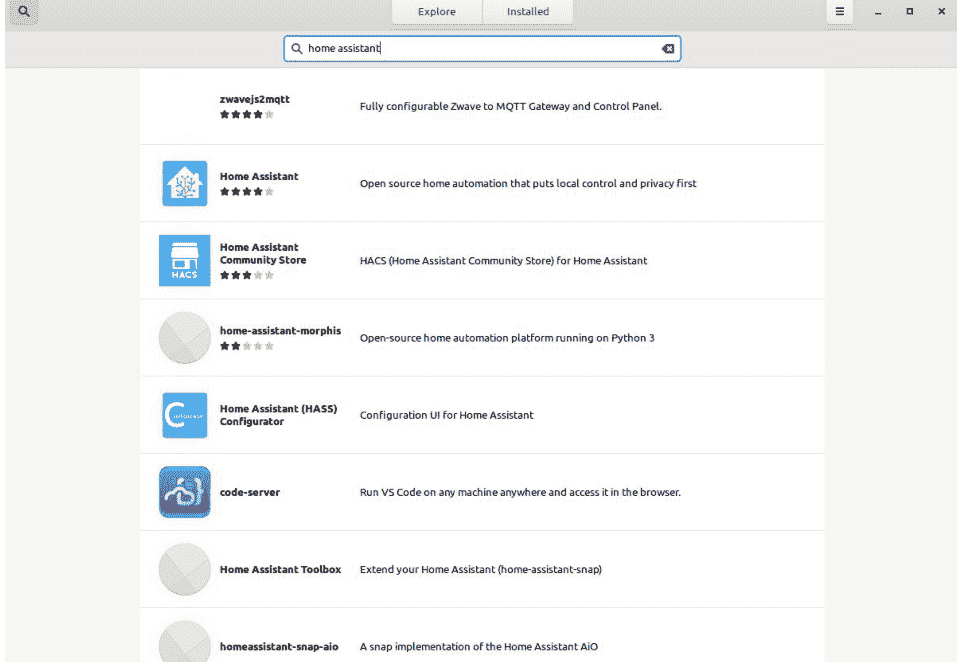 Explore
Installed
home assistant
zwavejs2mqtt
Fully configurable Zwave to MQTT Gateway and Control Panel.
Home Assistant
Open source home automation that puts local control and privacy first
HACS
Home Assistant
Community Store
HACS (Home Assistant Community Store) for Home Assistant
home-assistant-morphis
Open-source home automation platform running on Python 3
Home Assistant (HASS)
Configurator
Configuration UI for Home Assistant
code-server
Run VS Code on any machine anywhere and access it in the browser.
Home Assistant Toolbox
Extend your Home Assistant (home-assistant-snap)
homeassistant-snap-aio
A snap implementation of the Home Assistant AiO